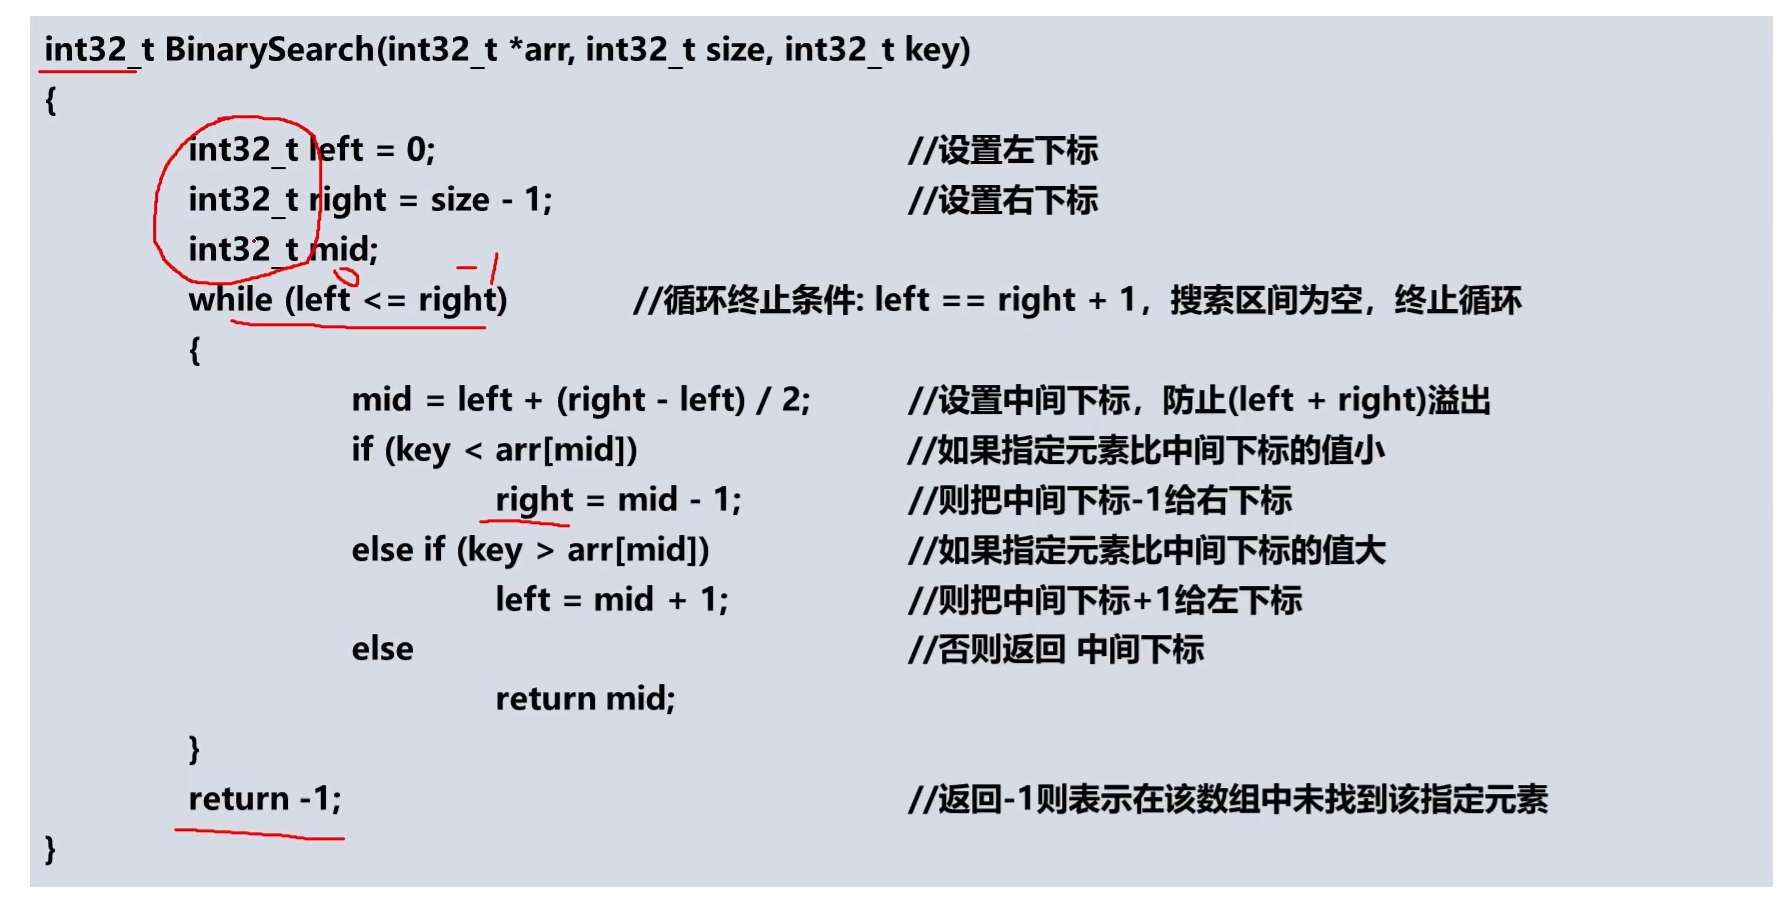 int32_t BinarySearch(int32_t *arr, int32_t size, int32_t key)
{
int32_t left = 0; //设置左下标
int32_t right = size - 1; //设置右下标
int32_t mid;
0 -1
while (left <= right) //循环终止条件: left == right + 1，搜索区间为空，终止循环
{
mid = left + (right - left) / 2; //设置中间下标，防止(left + right)溢出
if (key < arr[mid]) //如果指定元素比中间下标的值小
right = mid - 1; //则把中间下标-1给右下标
else if (key > arr[mid]) //如果指定元素比中间下标的值大
left = mid + 1; //则把中间下标+1给左下标
else //否则返回 中间下标
return mid;
}
return -1; //返回-1则表示在该数组中未找到该指定元素
}